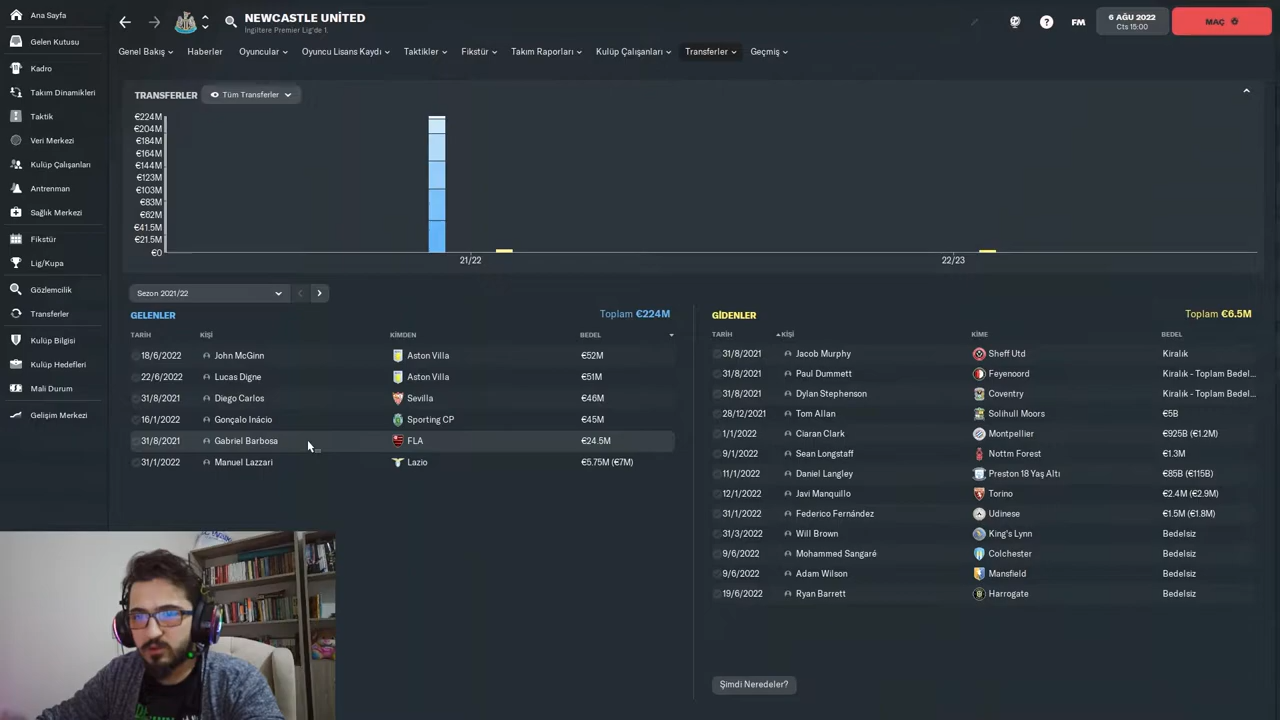 Ana Sayfa
Gelen Kutusu
Kadro
Takım Dinamikleri
Taktik
Veri Merkezi
Kulüp Çalışanları
Antrenman
Sağlık Merkezi
Fikstür
Lig/Kupa
Gözlemcilik
Transferler
Kulüp Bilgisi
Kulüp Hedefleri
Mali Durum
Gelişim Merkezi
NEWCASTLE UNİTED
İngiltere Premier Lig'de 1.
FM
6 AĞU 2022
Cts 15:00
MAÇ
Genel Bakış Haberler Oyuncular Oyuncu Lisans Kaydı Taktikler Fikstür Takım Raporları Kulüp Çalışanları Transferler Geçmiş
TRANSFERLER Tüm Transferler
€224M
€204M
€184M
€164M
€144M
€123M
€103M
€83M
€62M
€41.5M
€21.5M
€0
21/22 22/23
Sezon 2021/22
GELENLER Toplam €224M
TARİH KİŞİ KİMDEN BEDEL
18/6/2022 John McGinn Aston Villa €52M
22/6/2022 Lucas Digne Aston Villa €51M
31/8/2021 Diego Carlos Sevilla €46M
16/1/2022 Gonçalo Inácio Sporting CP €45M
31/8/2021 Gabriel Barbosa FLA €24.5M
31/1/2022 Manuel Lazzari Lazio €5.75M (€7M)
GİDENLER Toplam €6.5M
TARİH KİŞİ KİME BEDEL
31/8/2021 Jacob Murphy Sheff Utd Kiralık
31/8/2021 Paul Dummett Feyenoord Kiralık - Toplam Bedel...
31/8/2021 Dylan Stephenson Coventry Kiralık - Toplam Bedel...
28/12/2021 Tom Allan Solihull Moors €5B
1/1/2022 Ciaran Clark Montpellier €925B (€1.2M)
9/1/2022 Sean Longstaff Nottm Forest €1.3M
11/1/2022 Daniel Langley Preston 18 Yaş Altı €85B (€115B)
12/1/2022 Javi Manquillo Torino €2.4M (€2.9M)
31/1/2022 Federico Fernández Udinese €1.5M (€1.8M)
31/3/2022 Will Brown King's Lynn Bedelsiz
9/6/2022 Mohammed Sangaré Colchester Bedelsiz
9/6/2022 Adam Wilson Mansfield Bedelsiz
19/6/2022 Ryan Barrett Harrogate Bedelsiz
Şimdi Neredeler?